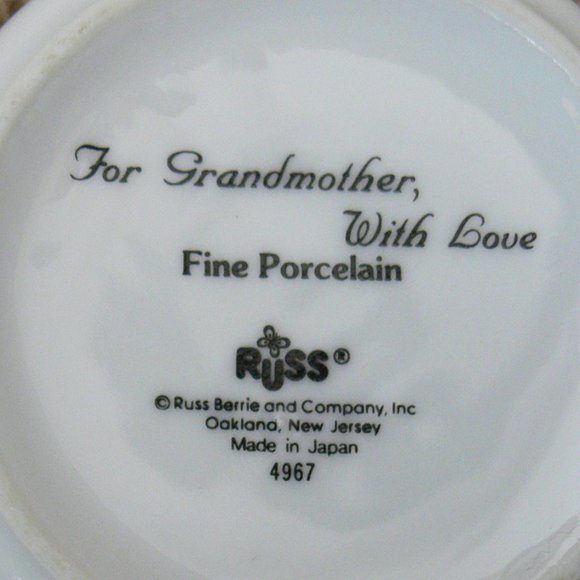 For Grandmother,
With Love
Fine Porcelain
RUSS®
© Russ Berrie and Company, Inc
Oakland, New Jersey
Made in Japan
4967